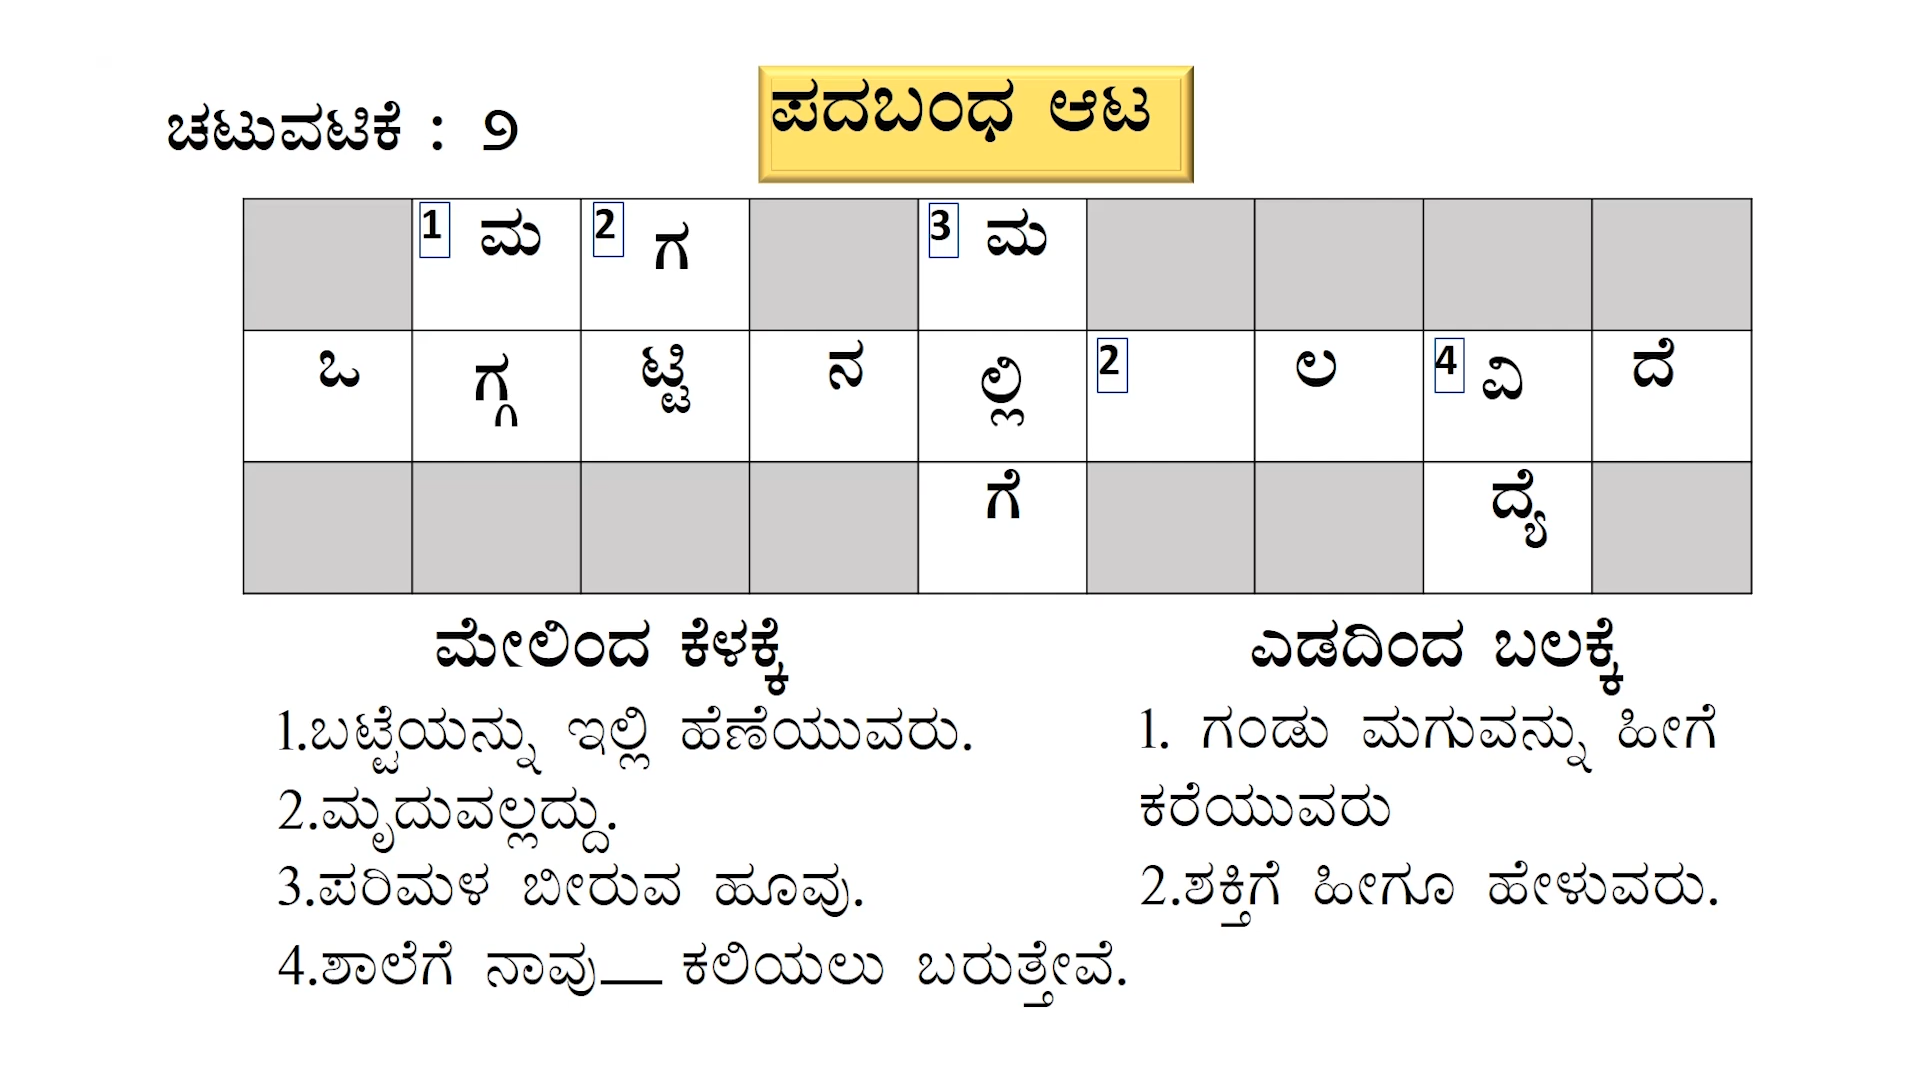 ಚಟುವಟಿಕೆ : ೨
ಪದಬಂಧ ಆಟ
1 ಮ 2 ಗ 3 ಮ
ಒ ಗ್ಗ ಟ್ಟಿ ನ ಲ್ಲಿ 2 ಲ 4 ವಿ ದೆ
ಗೆ ದ್ಯೆ
ಮೇಲಿಂದ ಕೆಳಕ್ಕೆ
1.ಬಟ್ಟೆಯನ್ನು ಇಲ್ಲಿ ಹೆಣೆಯುವರು.
2.ಮೃದುವಲ್ಲದ್ದು.
3.ಪರಿಮಳ ಬೀರುವ ಹೂವು.
4.ಶಾಲೆಗೆ ನಾವು__ ಕಲಿಯಲು ಬರುತ್ತೇವೆ.
ಎಡದಿಂದ ಬಲಕ್ಕೆ
1. ಗಂಡು ಮಗುವನ್ನು ಹೀಗೆ
ಕರೆಯುವರು
2.ಶಕ್ತಿಗೆ ಹೀಗೂ ಹೇಳುವರು.